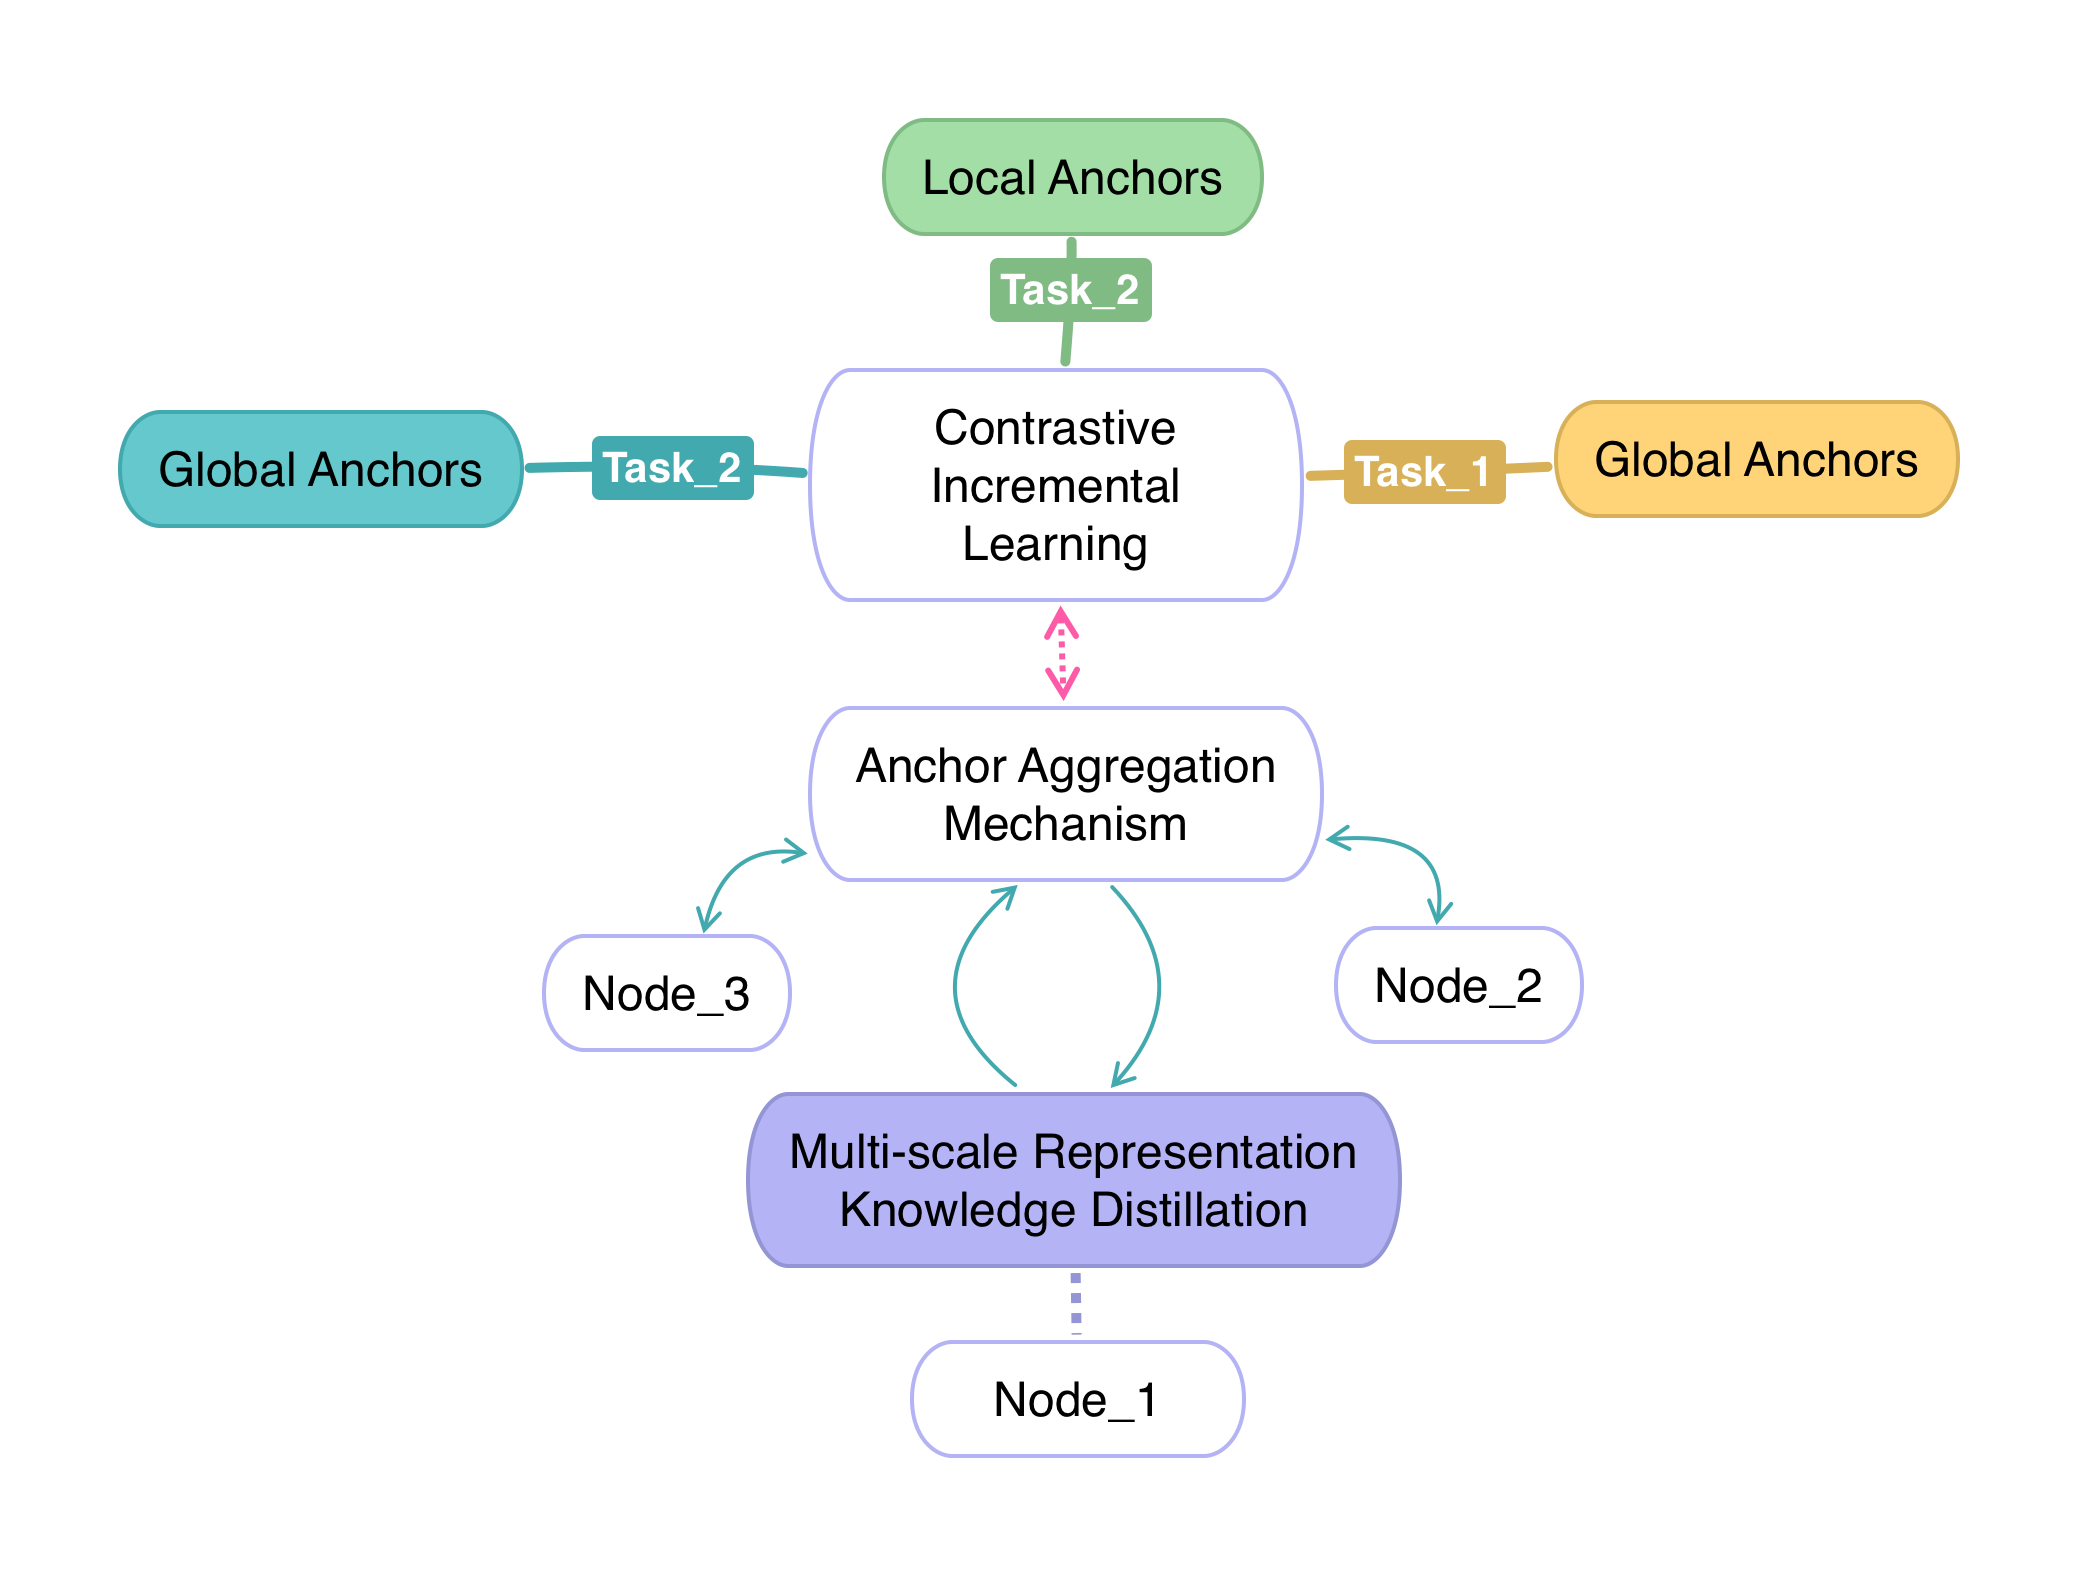 Local Anchors
Task_2
Global Anchors
Task_2
Contrastive
Incremental
Learning
Task_1
Global Anchors
Anchor Aggregation
Mechanism
Node_3
Node_2
Multi-scale Representation
Knowledge Distillation
Node_1